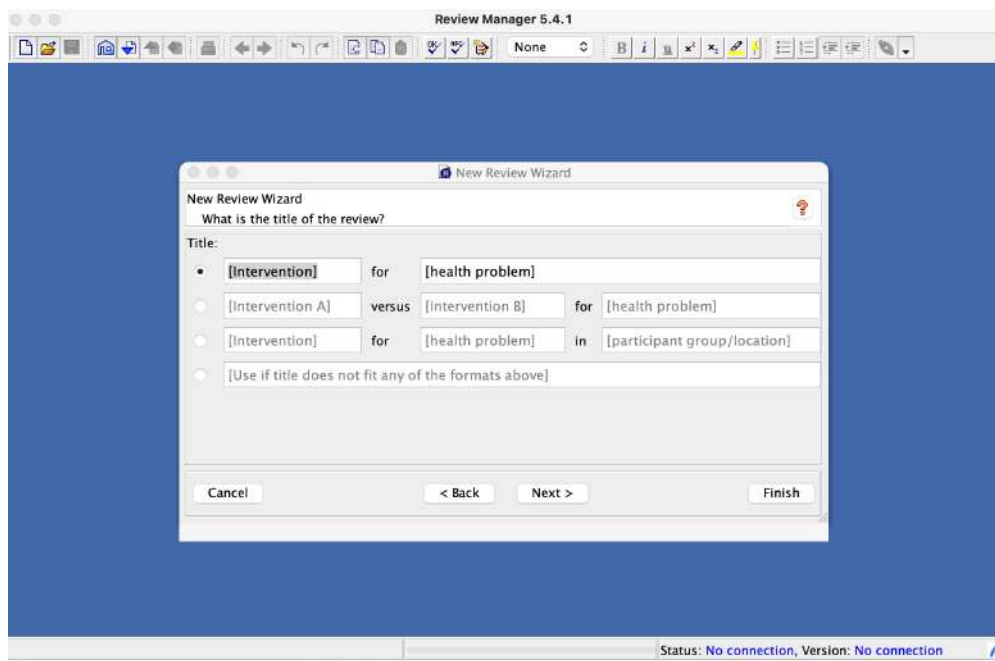 Review Manager 5.4.1
None B i u x² x₂
New Review Wizard
New Review Wizard
What is the title of the review?
?
Title:
[Intervention] for [health problem]
[Intervention A] versus [intervention B] for [health problem]
[Intervention] for [health problem] in [participant group/location]
[Use if title does not fit any of the formats above]
Cancel < Back Next > Finish
Status: No connection, Version: No connection